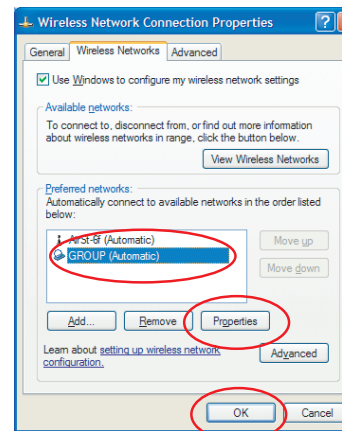 Wireless Network Connection Properties
General Wireless Networks Advanced
Use Windows to configure my wireless network settings
Available networks:
To connect to, disconnect from, or find out more information
about wireless networks in range, click the button below.
View Wireless Networks
Preferred networks:
Automatically connect to available networks in the order listed
below:
AirSt-6f (Automatic)
GROUP (Automatic)
Move up
Move down
Add... Remove Properties
Learn about setting up wireless network
configuration.
Advanced
OK Cancel